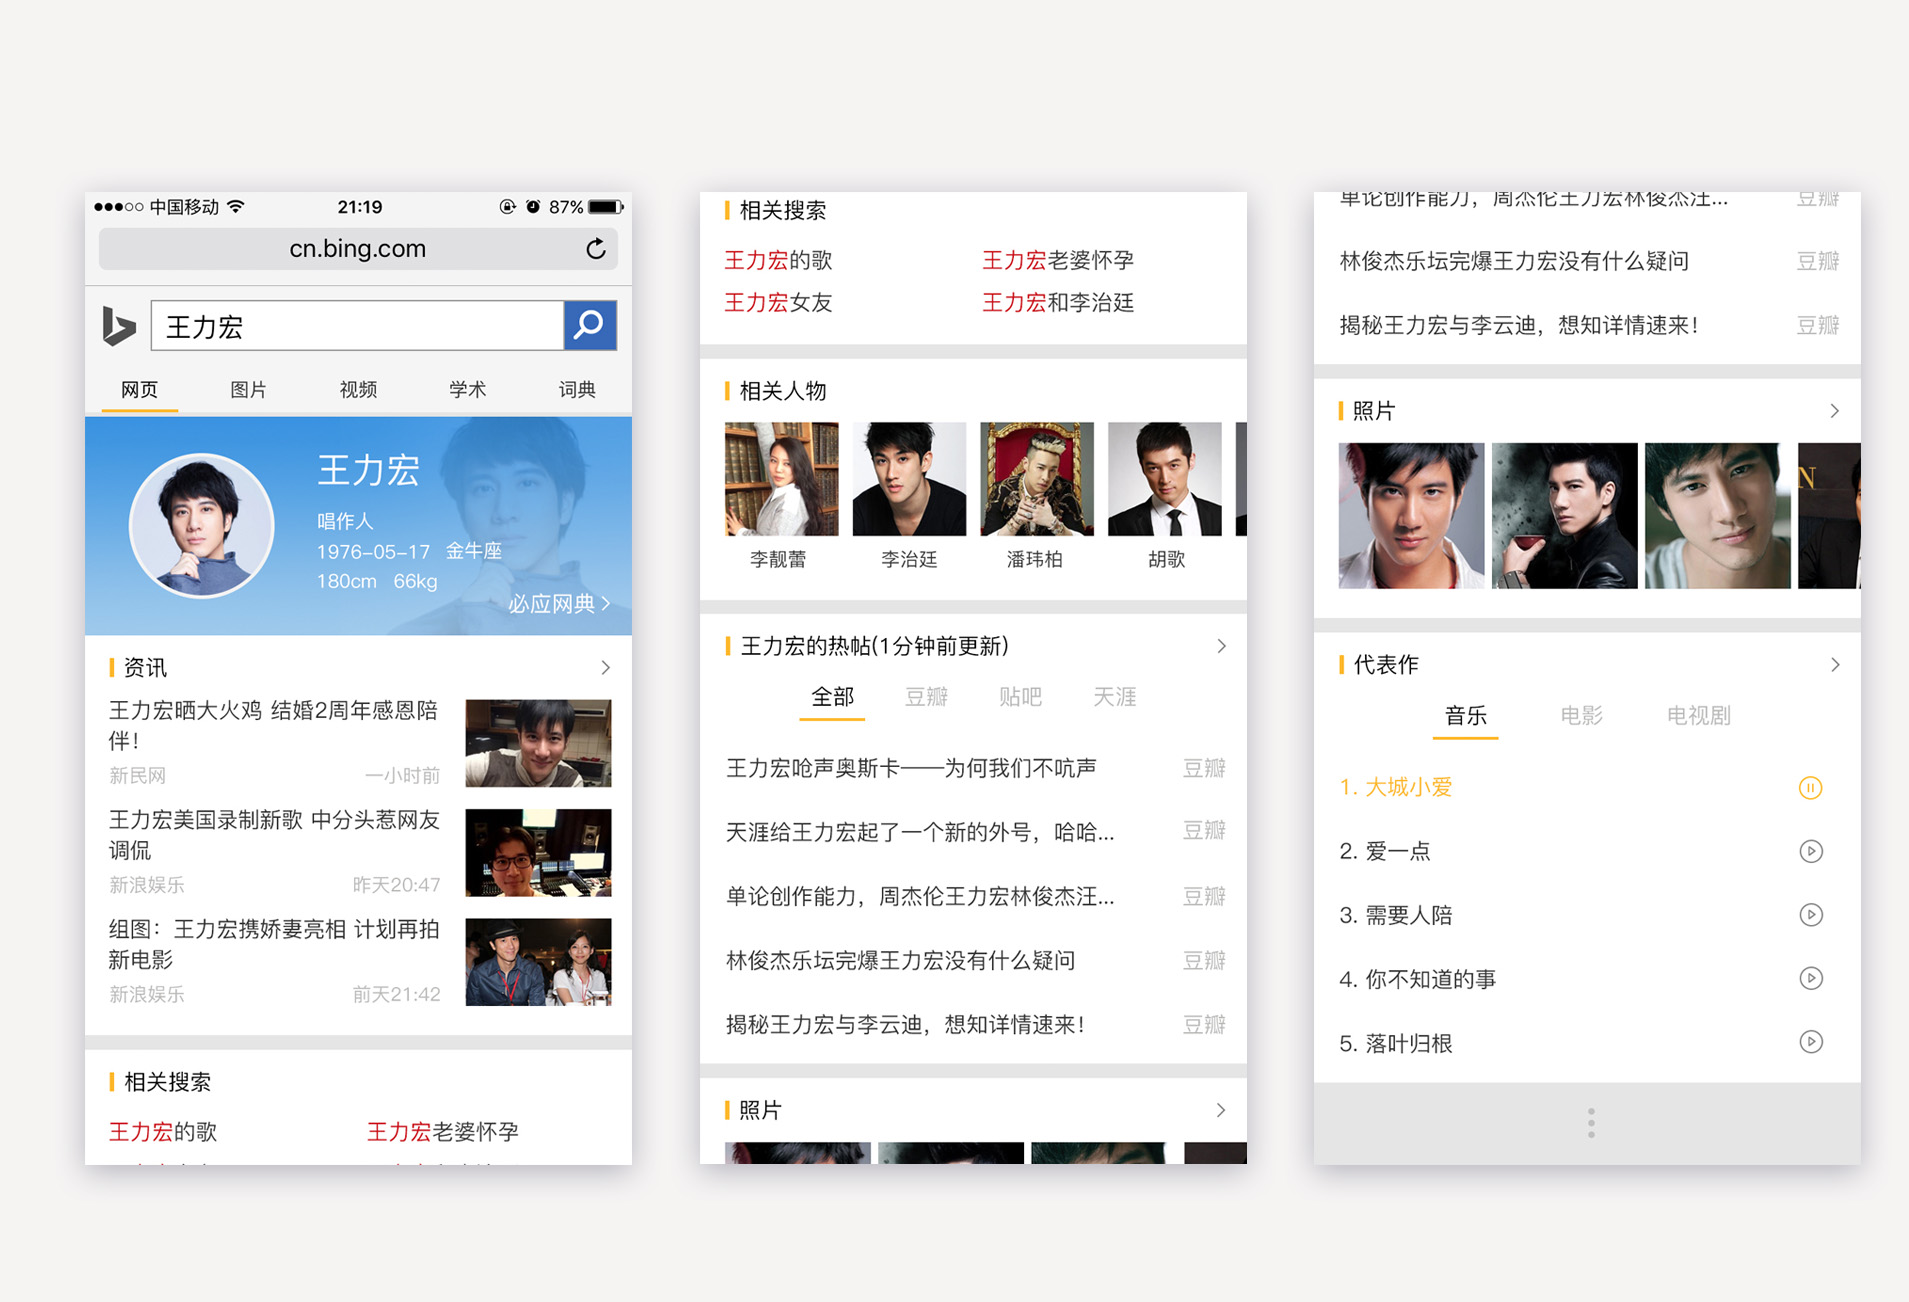 中国移动
21:19
87%
cn.bing.com
王力宏
网页 图片 视频 学术 词典
王力宏
唱作人
1976-05-17 金牛座
180cm 66kg
必应网典
资讯
王力宏晒大火鸡 结婚2周年感恩陪
伴！
新民网 一小时前
王力宏美国录制新歌 中分头惹网友
调侃
新浪娱乐 昨天20:47
组图：王力宏携娇妻亮相 计划再拍
新电影
新浪娱乐 前天21:42
相关搜索
王力宏的歌 王力宏老婆怀孕
相关搜索
王力宏的歌 王力宏老婆怀孕
王力宏女友 王力宏和李治廷
相关人物
李靓蕾 李治廷 潘玮柏 胡歌
王力宏的热帖(1分钟前更新)
全部 豆瓣 贴吧 天涯
王力宏呛声奥斯卡——为何我们不吭声 豆瓣
天涯给王力宏起了一个新的外号，哈哈... 豆瓣
单论创作能力，周杰伦王力宏林俊杰汪... 豆瓣
林俊杰乐坛完爆王力宏没有什么疑问 豆瓣
揭秘王力宏与李云迪，想知详情速来！ 豆瓣
照片
单论创作能力，周杰伦王力宏林俊杰汪... 豆瓣
林俊杰乐坛完爆王力宏没有什么疑问 豆瓣
揭秘王力宏与李云迪，想知详情速来！ 豆瓣
照片
N
代表作
音乐 电影 电视剧
1. 大城小爱
2. 爱一点
3. 需要人陪
4. 你不知道的事
5. 落叶归根